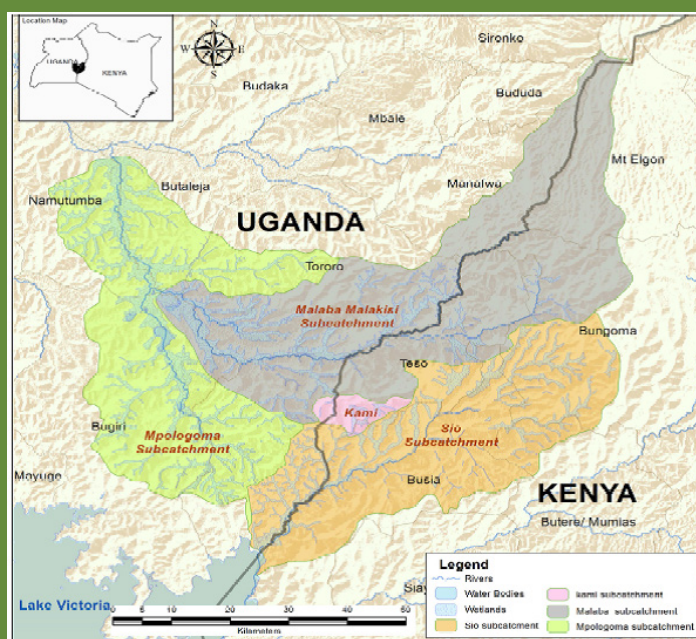 Location Map
UGANDA
KENYA
N
W
E
S
Sironko
Budaka
Bududa
Mbale
Mt Elgon
Manafwa
Namutumba
Butaleja
UGANDA
Tororo
Malaba Malakisi
Subcatchment
Bungoma
Teso
Kami
Sio
Subcatchment
Bugiri
Mpologoma
Subcatchment
Mayuge
Busia
KENYA
Butere/ Mumias
Lake Victoria
0 5 10 20 30 40 50
Kilometers
Legend
Rivers
Water Bodies
Wetlands
Sio subcatcment
kami subcatchment
Malaba subcatchment
Mpologoma subcatchment